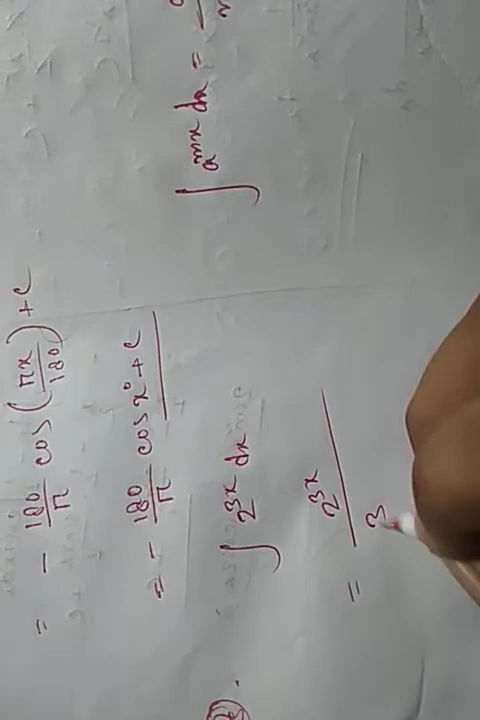 = - 180/π cos(πx/180) + c
= - 180/π cos x° + c
∫ 2^{3x} dx
= 2^{3x}/3
∫ a^{mx} dx =